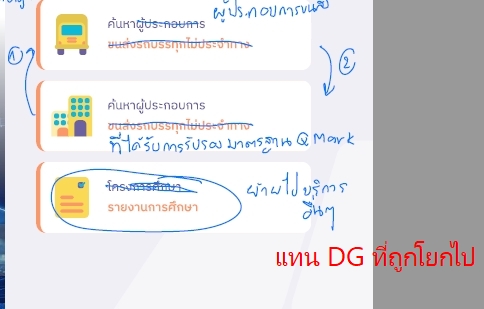 ผู้ประกอบการขนส่ง
ค้นหาผู้ประกอบการ
ขนส่งรถบรรทุกไม่ประจำทาง
1
2
ค้นหาผู้ประกอบการ
ขนส่งรถบรรทุกไม่ประจำทาง
ที่ได้รับการรับรองมาตรฐาน Q mark
โครงการศึกษา
รายงานการศึกษา
ย้ายไปบริการ
อื่นๆ
แทน DG ที่ถูกโยกไป